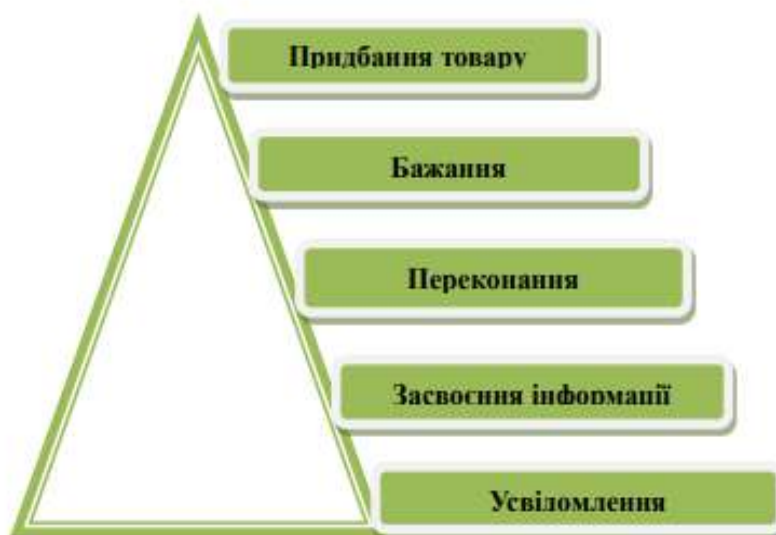 Придбання товару
Бажання
Переконання
Засвоєння інформації
Усвідомлення